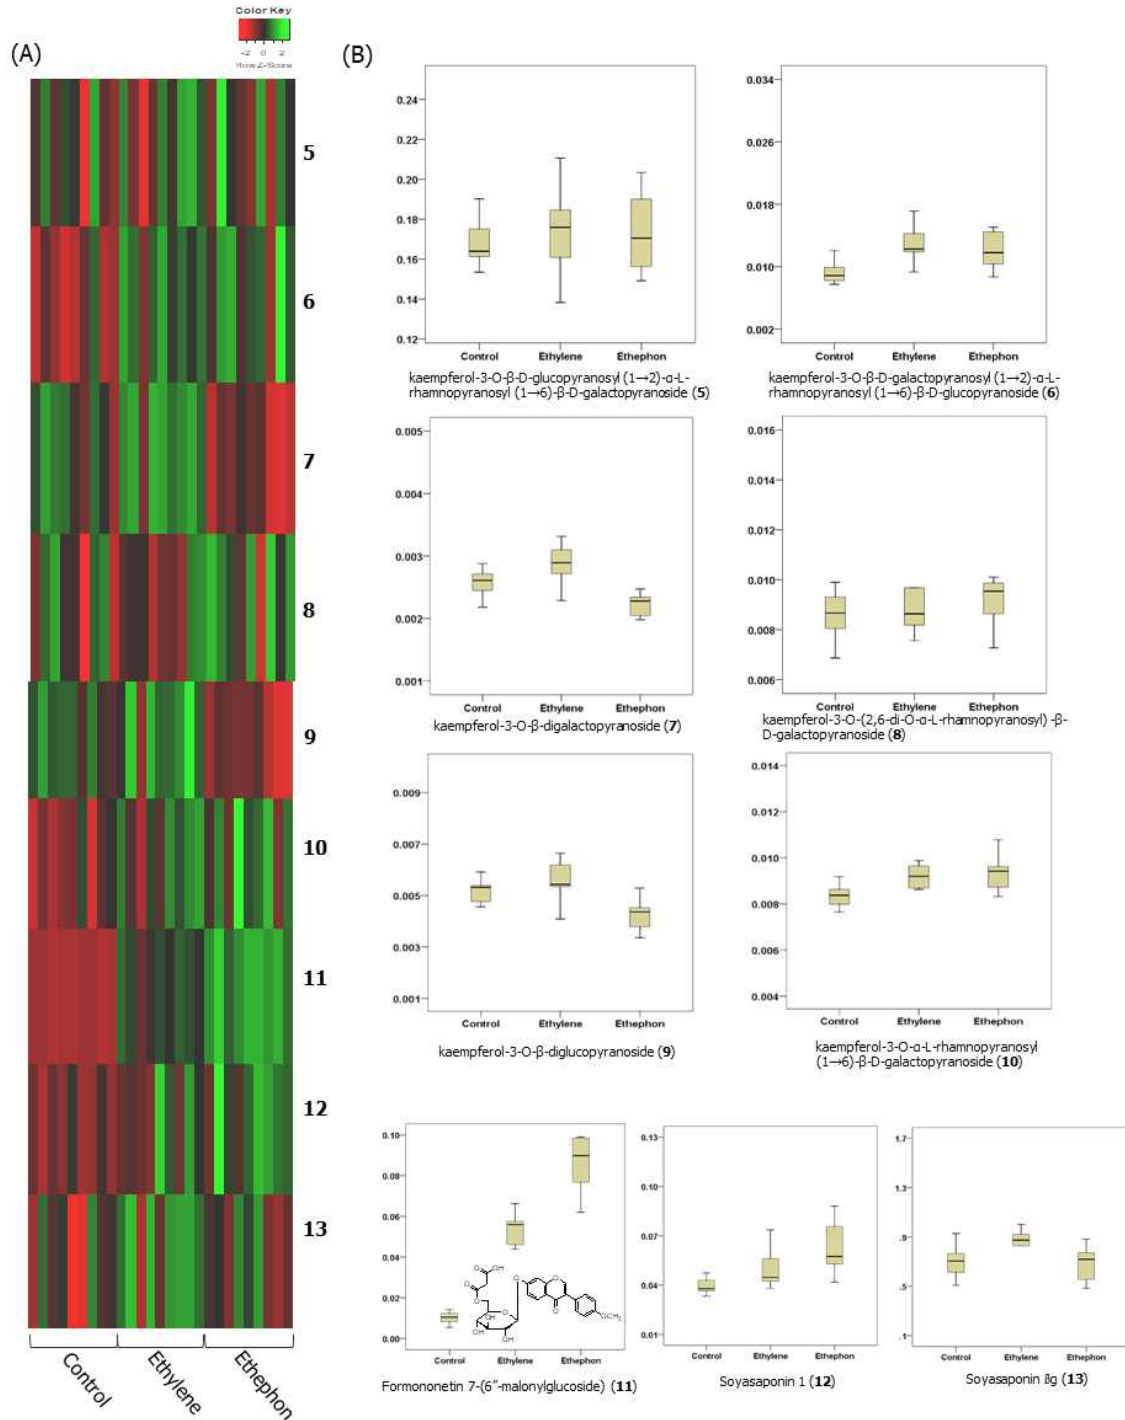 Color Key
-2 0 2
Row Z-Score
(A)
(B)
5
6
7
8
9
10
11
12
13
Control
Ethylene
Ethephon
0.24
0.22
0.20
0.18
0.16
0.14
0.12
Control Ethylene Ethephon
kaempferol-3-O-β-D-glucopyranosyl (1→2)-α-L-
rhamnopyranosyl (1→6)-β-D-galactopyranoside (5)
0.034
0.026
0.018
0.010
0.002
Control Ethylene Ethephon
kaempferol-3-O-β-D-galactopyranosyl (1→2)-α-L-
rhamnopyranosyl (1→6)-β-D-glucopyranoside (6)
0.005
0.004
0.003
0.002
0.001
Control Ethylene Ethephon
kaempferol-3-O-β-digalactopyranoside (7)
0.016
0.014
0.012
0.010
0.008
0.006
Control Ethylene Ethephon
kaempferol-3-O-(2,6-di-O-α-L-rhamnopyranosyl) -β-
D-galactopyranoside (8)
0.009
0.007
0.005
0.003
0.001
Control Ethylene Ethephon
kaempferol-3-O-β-diglucopyranoside (9)
0.014
0.012
0.010
0.008
0.006
0.004
Control Ethylene Ethephon
kaempferol-3-O-α-L-rhamnopyranosyl
(1→6)-β-D-galactopyranoside (10)
0.10
0.08
0.06
0.04
0.02
0.00
O
OH
O
O
O
OH
OH
OH
O
O
O
OCH3
Control Ethylene Ethephon
Formononetin 7-(6"-malonylglucoside) (11)
0.13
0.10
0.07
0.04
0.01
Control Ethylene Ethephon
Soyasaponin 1 (12)
1.7
1.3
.9
.5
.1
Control Ethylene Ethephon
Soyasaponin βg (13)